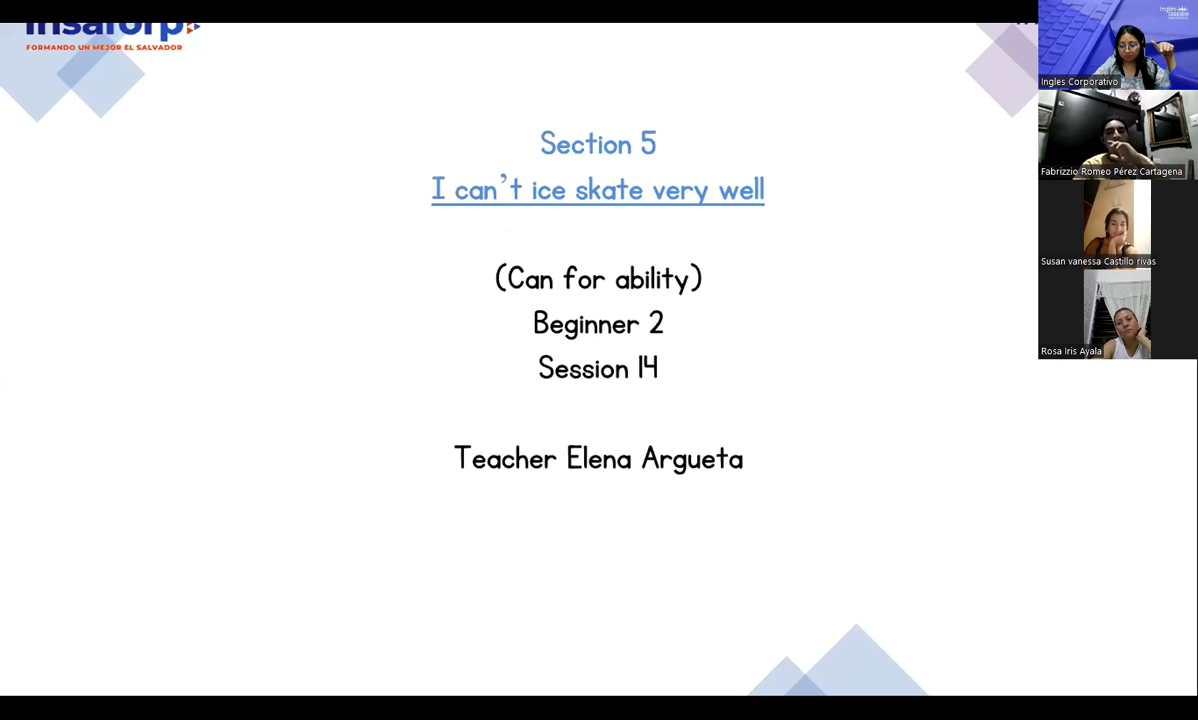 insaforp
FORMANDO UN MEJOR EL SALVADOR
Section 5
I can't ice skate very well
(Can for ability)
Beginner 2
Session 14
Teacher Elena Argueta
Ingles Corporativo
Fabrizzio Romeo Pérez Cartagena
Susan vanessa Castillo rivas
Rosa Iris Ayala